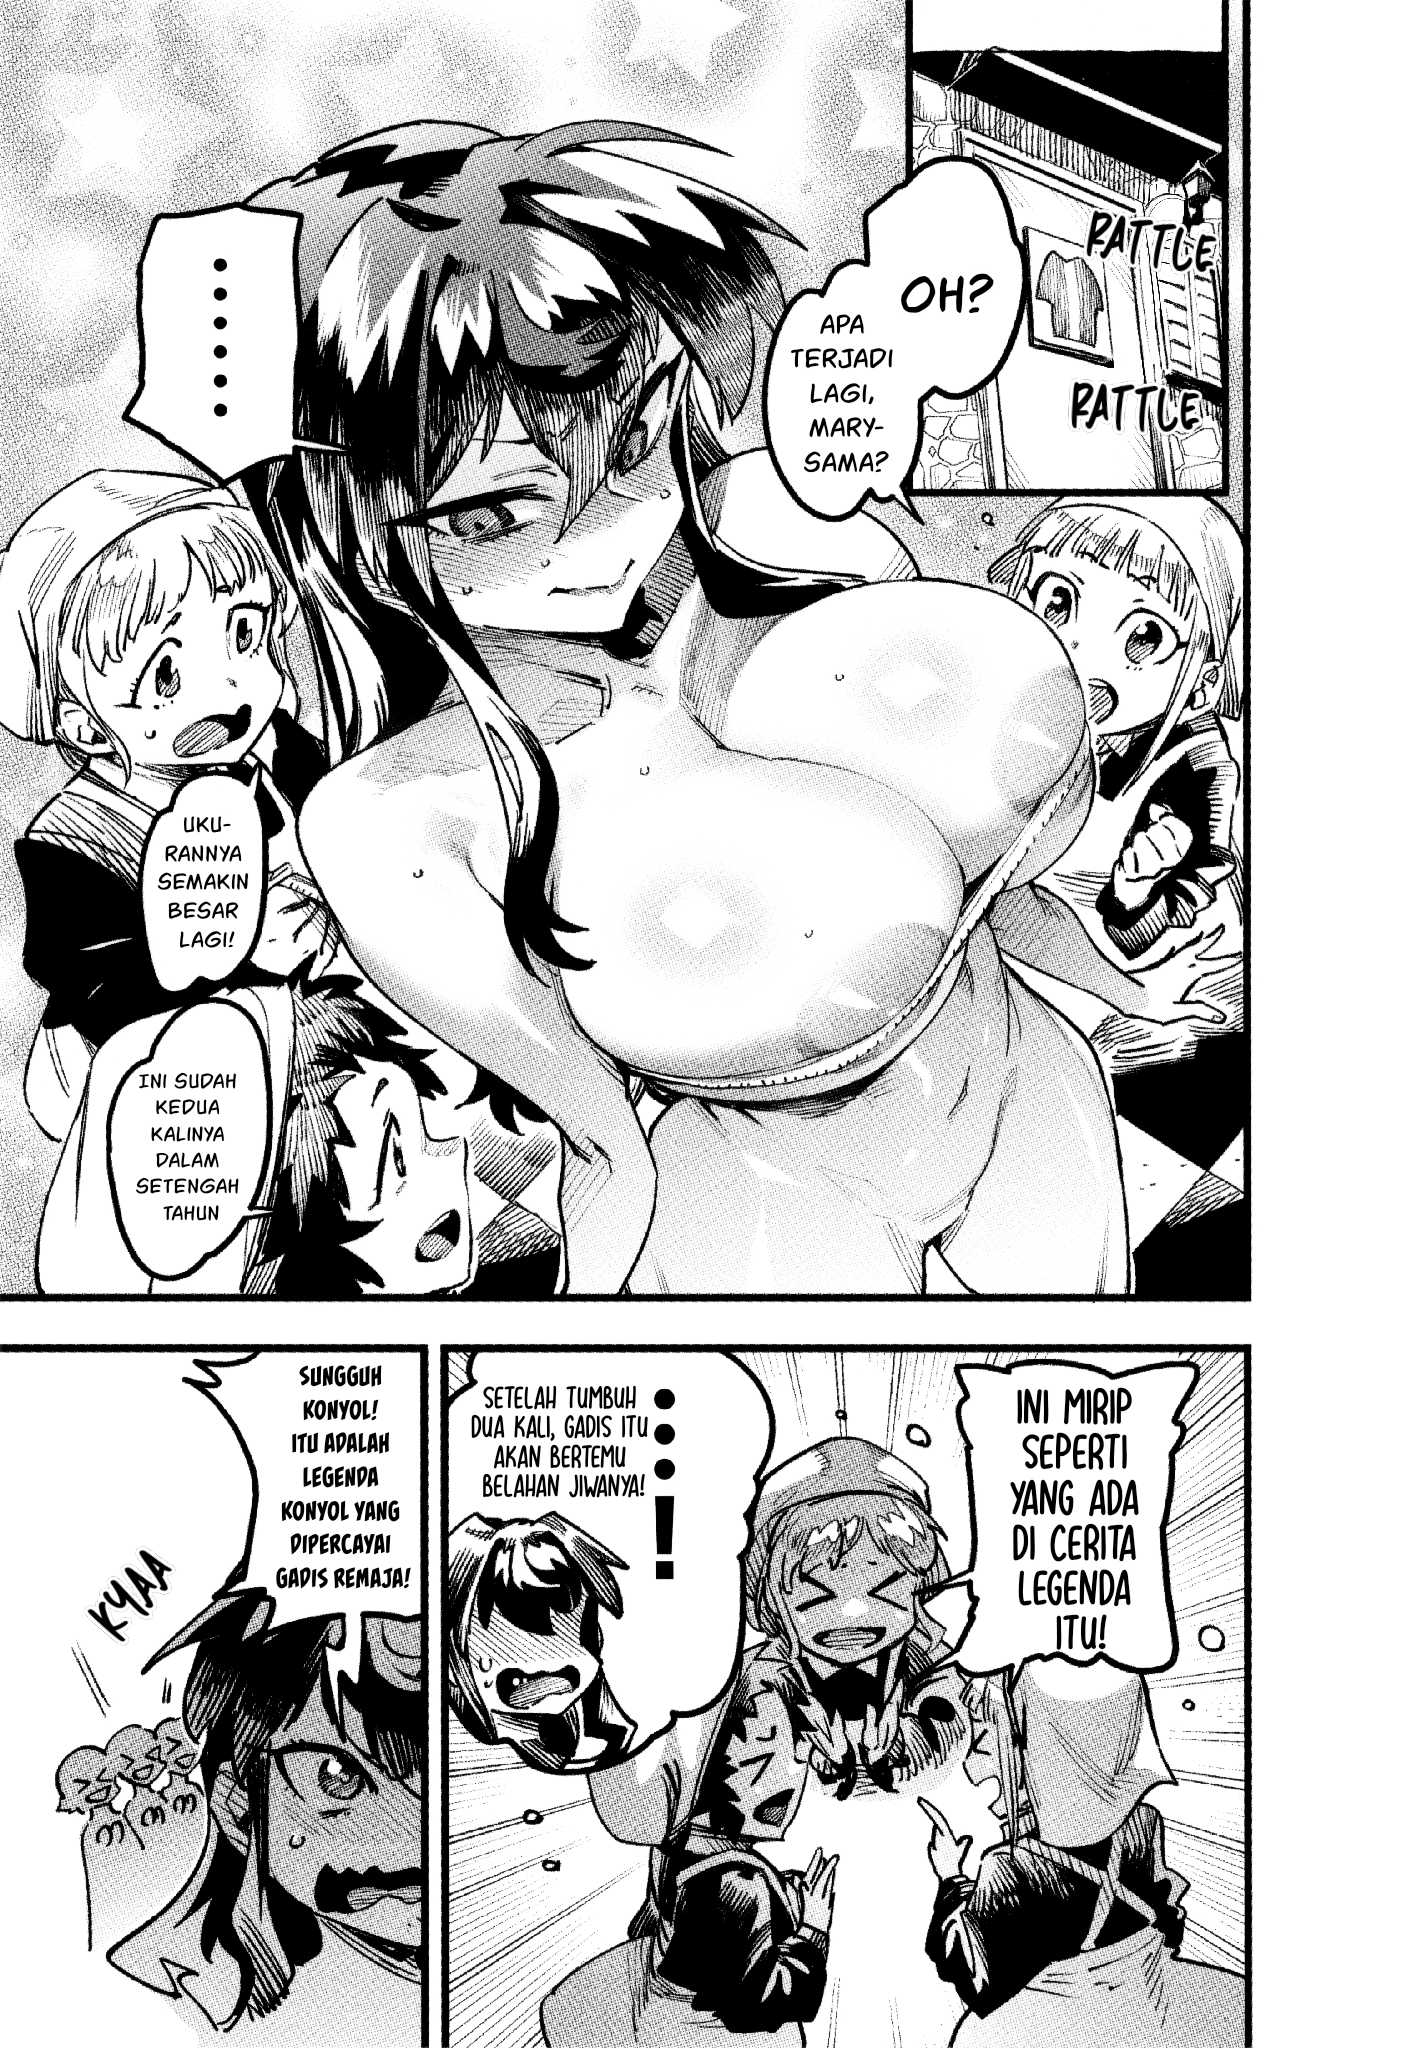 RATTLE
RATTLE
OH?
APA
TERJADI
LAGI,
MARY-
SAMA?
......
UKU-
RANNYA
SEMAKIN
BESAR
LAGI!
INI SUDAH
KEDUA
KALINYA
DALAM
SETENGAH
TAHUN
INI MIRIP
SEPERTI
YANG ADA
DI CERITA
LEGENDA
ITU!
...!
SETELAH TUMBUH
DUA KALI, GADIS ITU
AKAN BERTEMU
BELAHAN JIWANYA!
SUNGGUH
KONYOL!
ITU ADALAH
LEGENDA
KONYOL YANG
DIPERCAYAI
GADIS REMAJA!
KYAA